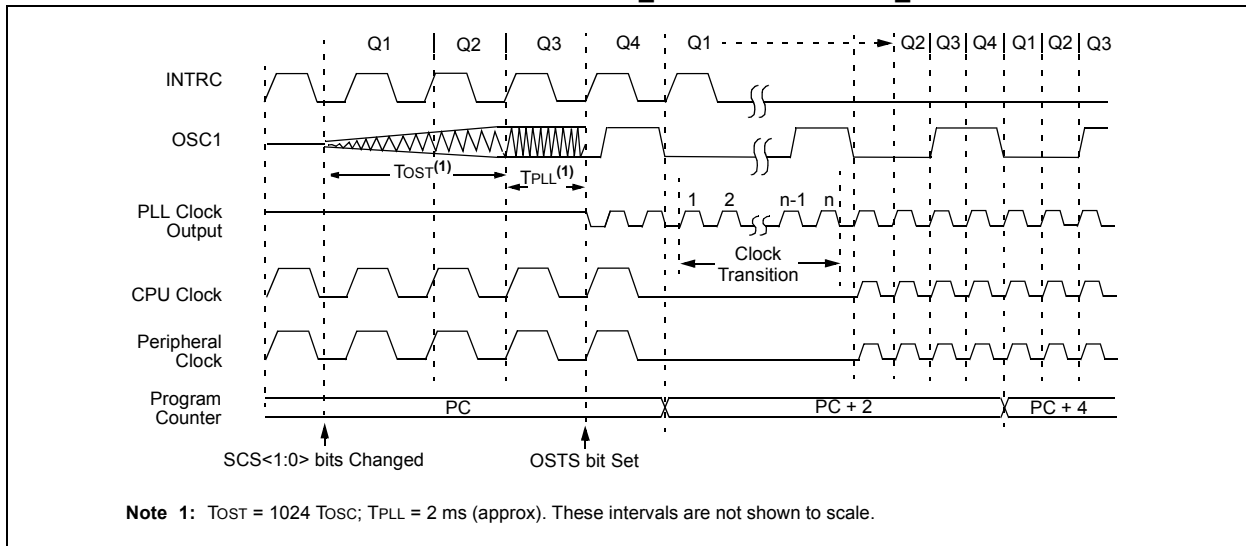 Q1 Q2 Q3 Q4 Q1 Q2 Q3 Q4 Q1 Q2 Q3
INTRC
OSC1
TOST(1) TPLL(1)
1 2 n-1 n
PLL Clock
Output
Clock
Transition
CPU Clock
Peripheral
Clock
Program
Counter
PC PC + 2 PC + 4
SCS<1:0> bits Changed OSTS bit Set
Note 1: TOST = 1024 TOSC; TPLL = 2 ms (approx). These intervals are not shown to scale.